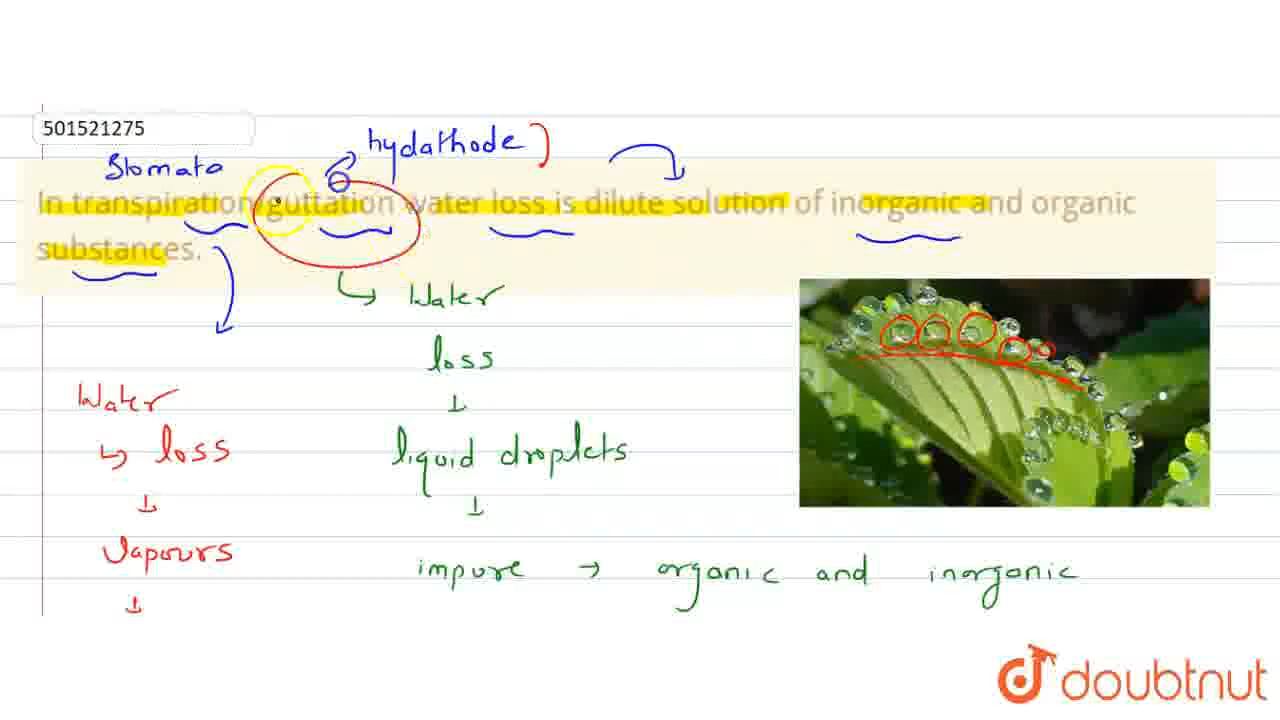 501521275
hydathode)
Stomata
In transpiration/guttation water loss is dilute solution of inorganic and organic
substances.
Water
loss
Water
liquid droplets
loss
Vapours
impure → organic and inorganic
doubtnut